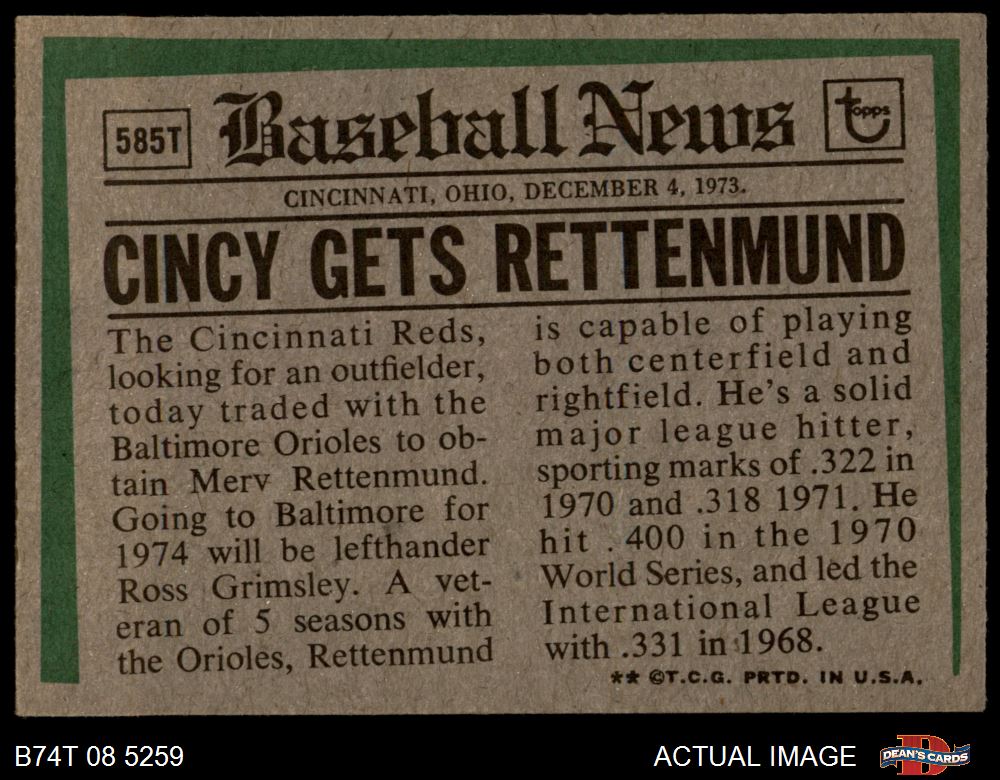 585T
Baseball News
topps
CINCINNATI, OHIO, DECEMBER 4, 1973.
CINCY GETS RETTENMUND
The Cincinnati Reds,
looking for an outfielder,
today traded with the
Baltimore Orioles to ob-
tain Merv Rettenmund.
Going to Baltimore for
1974 will be lefthander
Ross Grimsley. A vet-
eran of 5 seasons with
the Orioles, Rettenmund
is capable of playing
both centerfield and
rightfield. He's a solid
major league hitter,
sporting marks of .322 in
1970 and .318 1971. He
hit .400 in the 1970
World Series, and led the
International League
with .331 in 1968.
** ©T.C.G. PRTD. IN U.S.A.
B74T 08 5259
ACTUAL IMAGE
DEAN'S CARDS